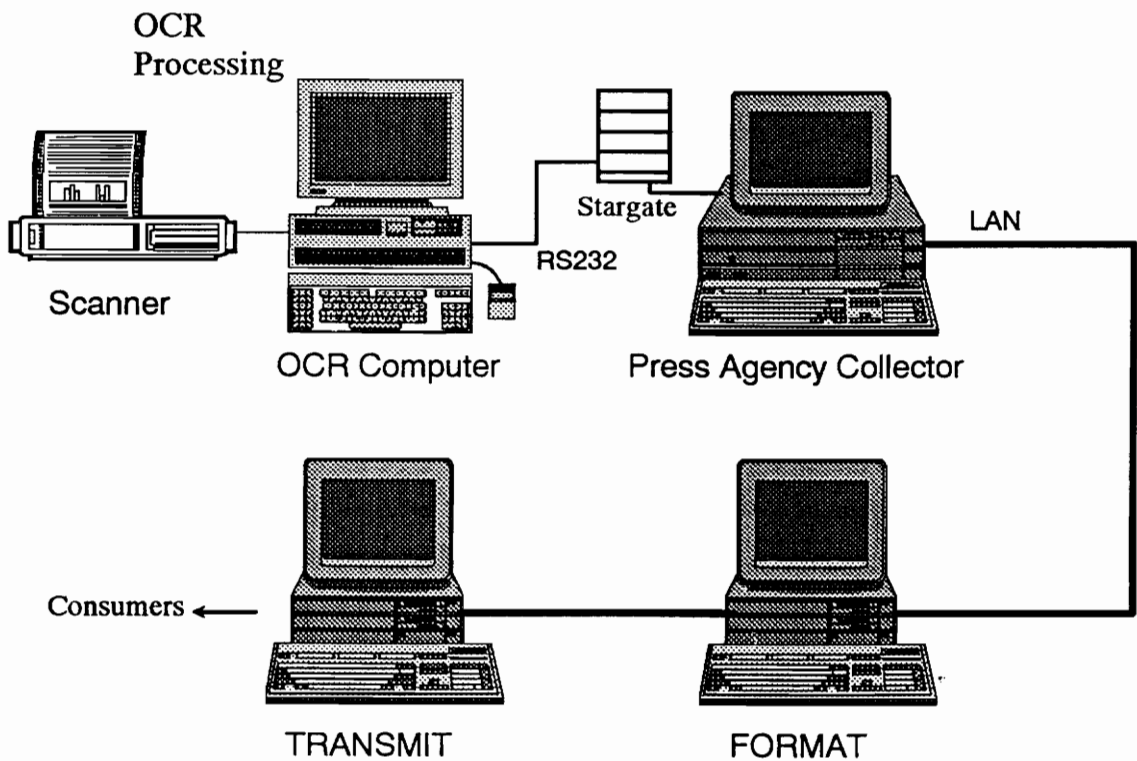 OCR
Processing
Stargate
LAN
RS232
Scanner
OCR Computer
Press Agency Collector
Consumers
TRANSMIT
FORMAT